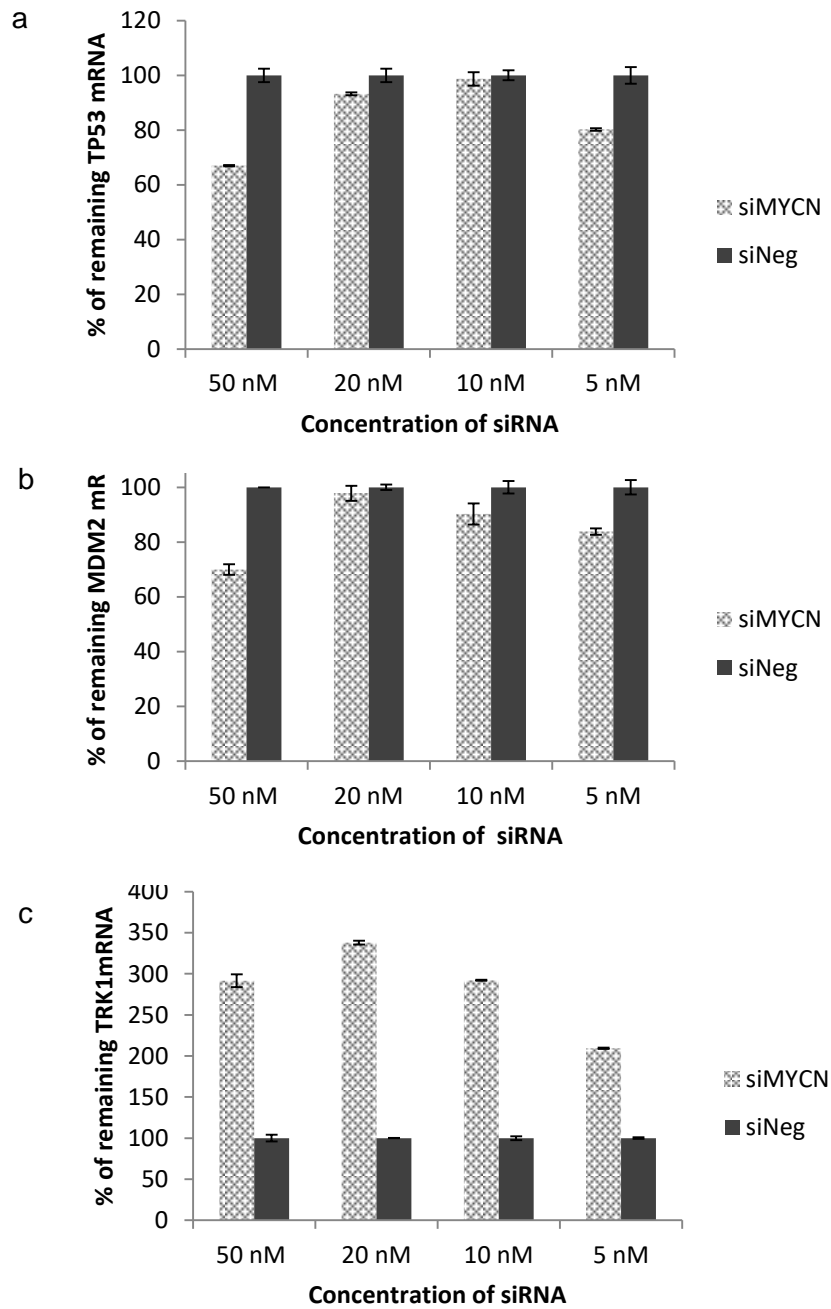 a
% of remaining TP53 mRNA
120
100
80
60
40
20
0
50 nM 20 nM 10 nM 5 nM
Concentration of siRNA
siMYCN
siNeg
b
% of remaining MDM2 mR
100
80
60
40
20
0
50 nM 20 nM 10 nM 5 nM
Concentration of siRNA
siMYCN
siNeg
c
% of remaining TRK1mRNA
400
350
300
250
200
150
100
50
0
50 nM 20 nM 10 nM 5 nM
Concentration of siRNA
siMYCN
siNeg